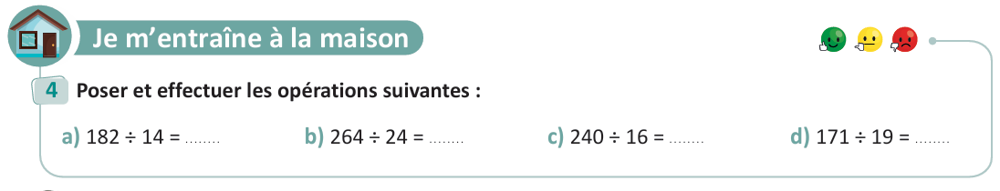 Je m'entraîne à la maison
4 Poser et effectuer les opérations suivantes :
a) 182 ÷ 14 = ........ b) 264 ÷ 24 = ........ c) 240 ÷ 16 = ........ d) 171 ÷ 19 = ........